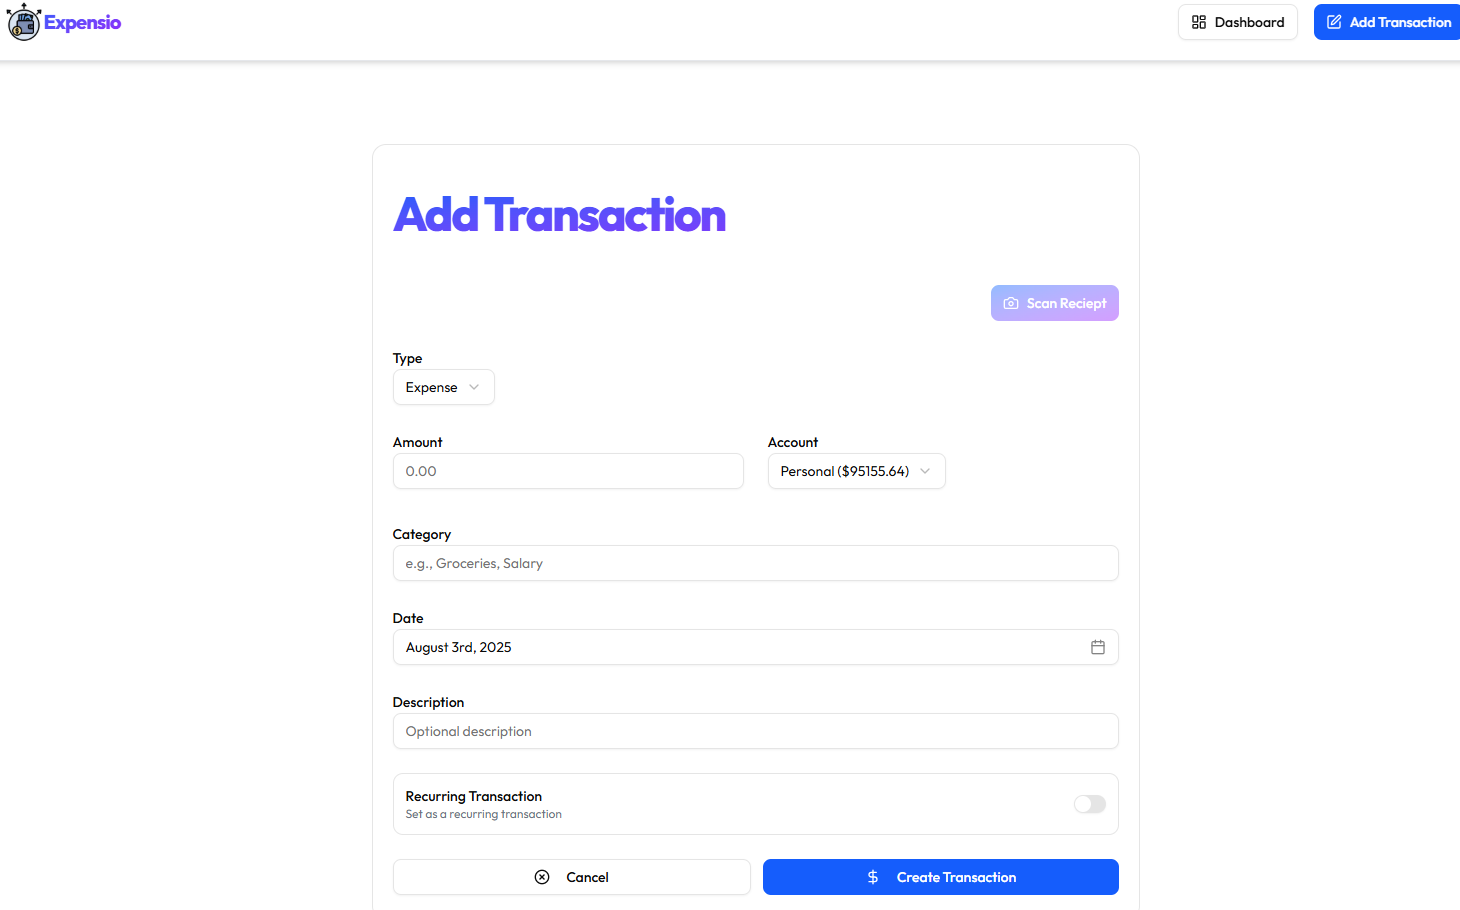 Expensio
Dashboard
Add Transaction
Add Transaction
Scan Reciept
Type
Expense
Amount
Account
0.00
Personal ($95155.64)
Category
e.g., Groceries, Salary
Date
August 3rd, 2025
Description
Optional description
Recurring Transaction
Set as a recurring transaction
Cancel
$ Create Transaction